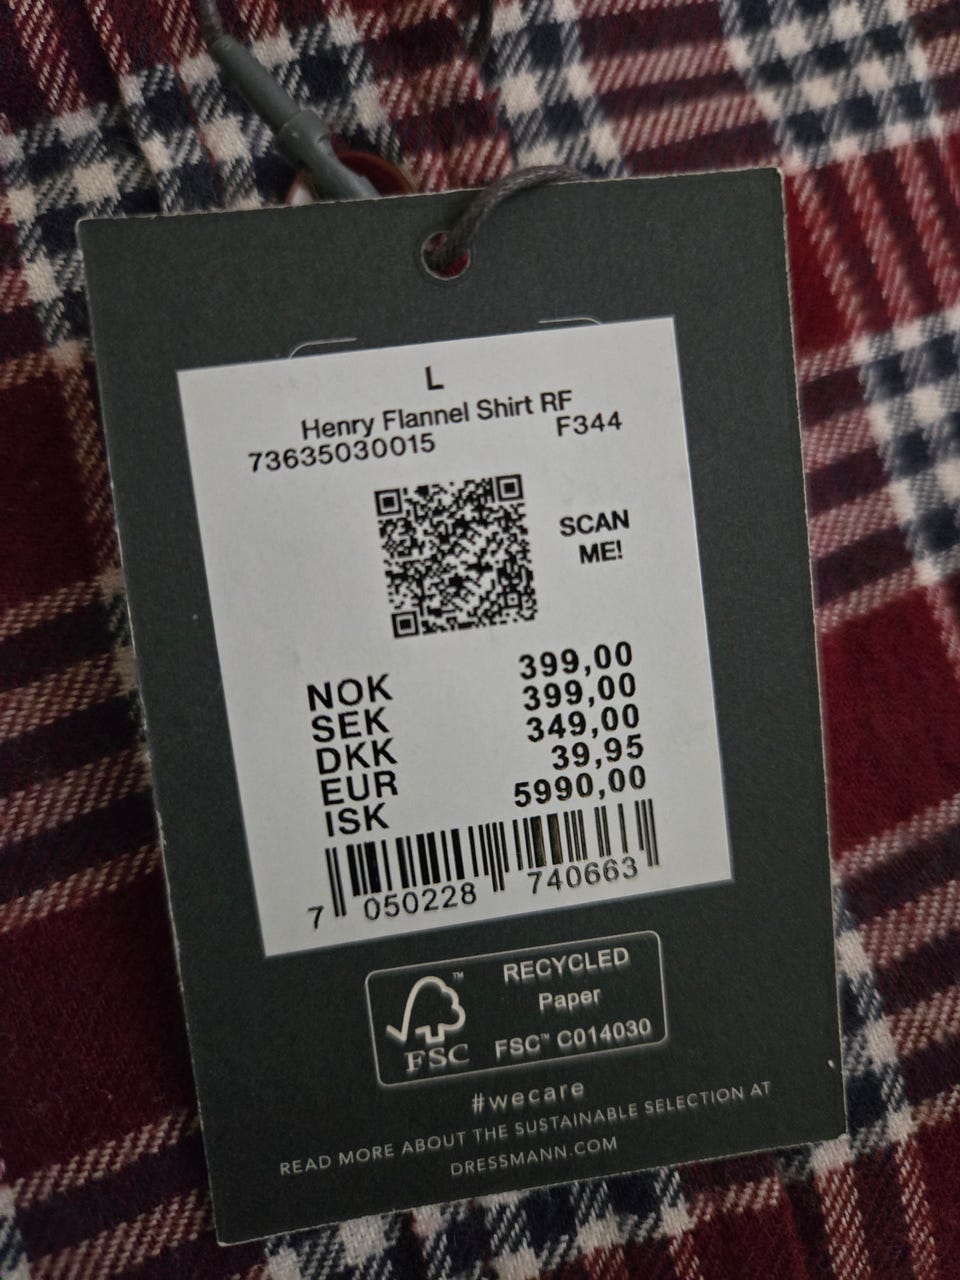 L
Henry Flannel Shirt RF
73635030015 F344
SCAN
ME!
NOK 399,00
SEK 399,00
DKK 349,00
EUR 39,95
ISK 5990,00
7 050228 740663
FSC™
RECYCLED
Paper
FSC™ C014030
#wecare
READ MORE ABOUT THE SUSTAINABLE SELECTION AT
DRESSMANN.COM